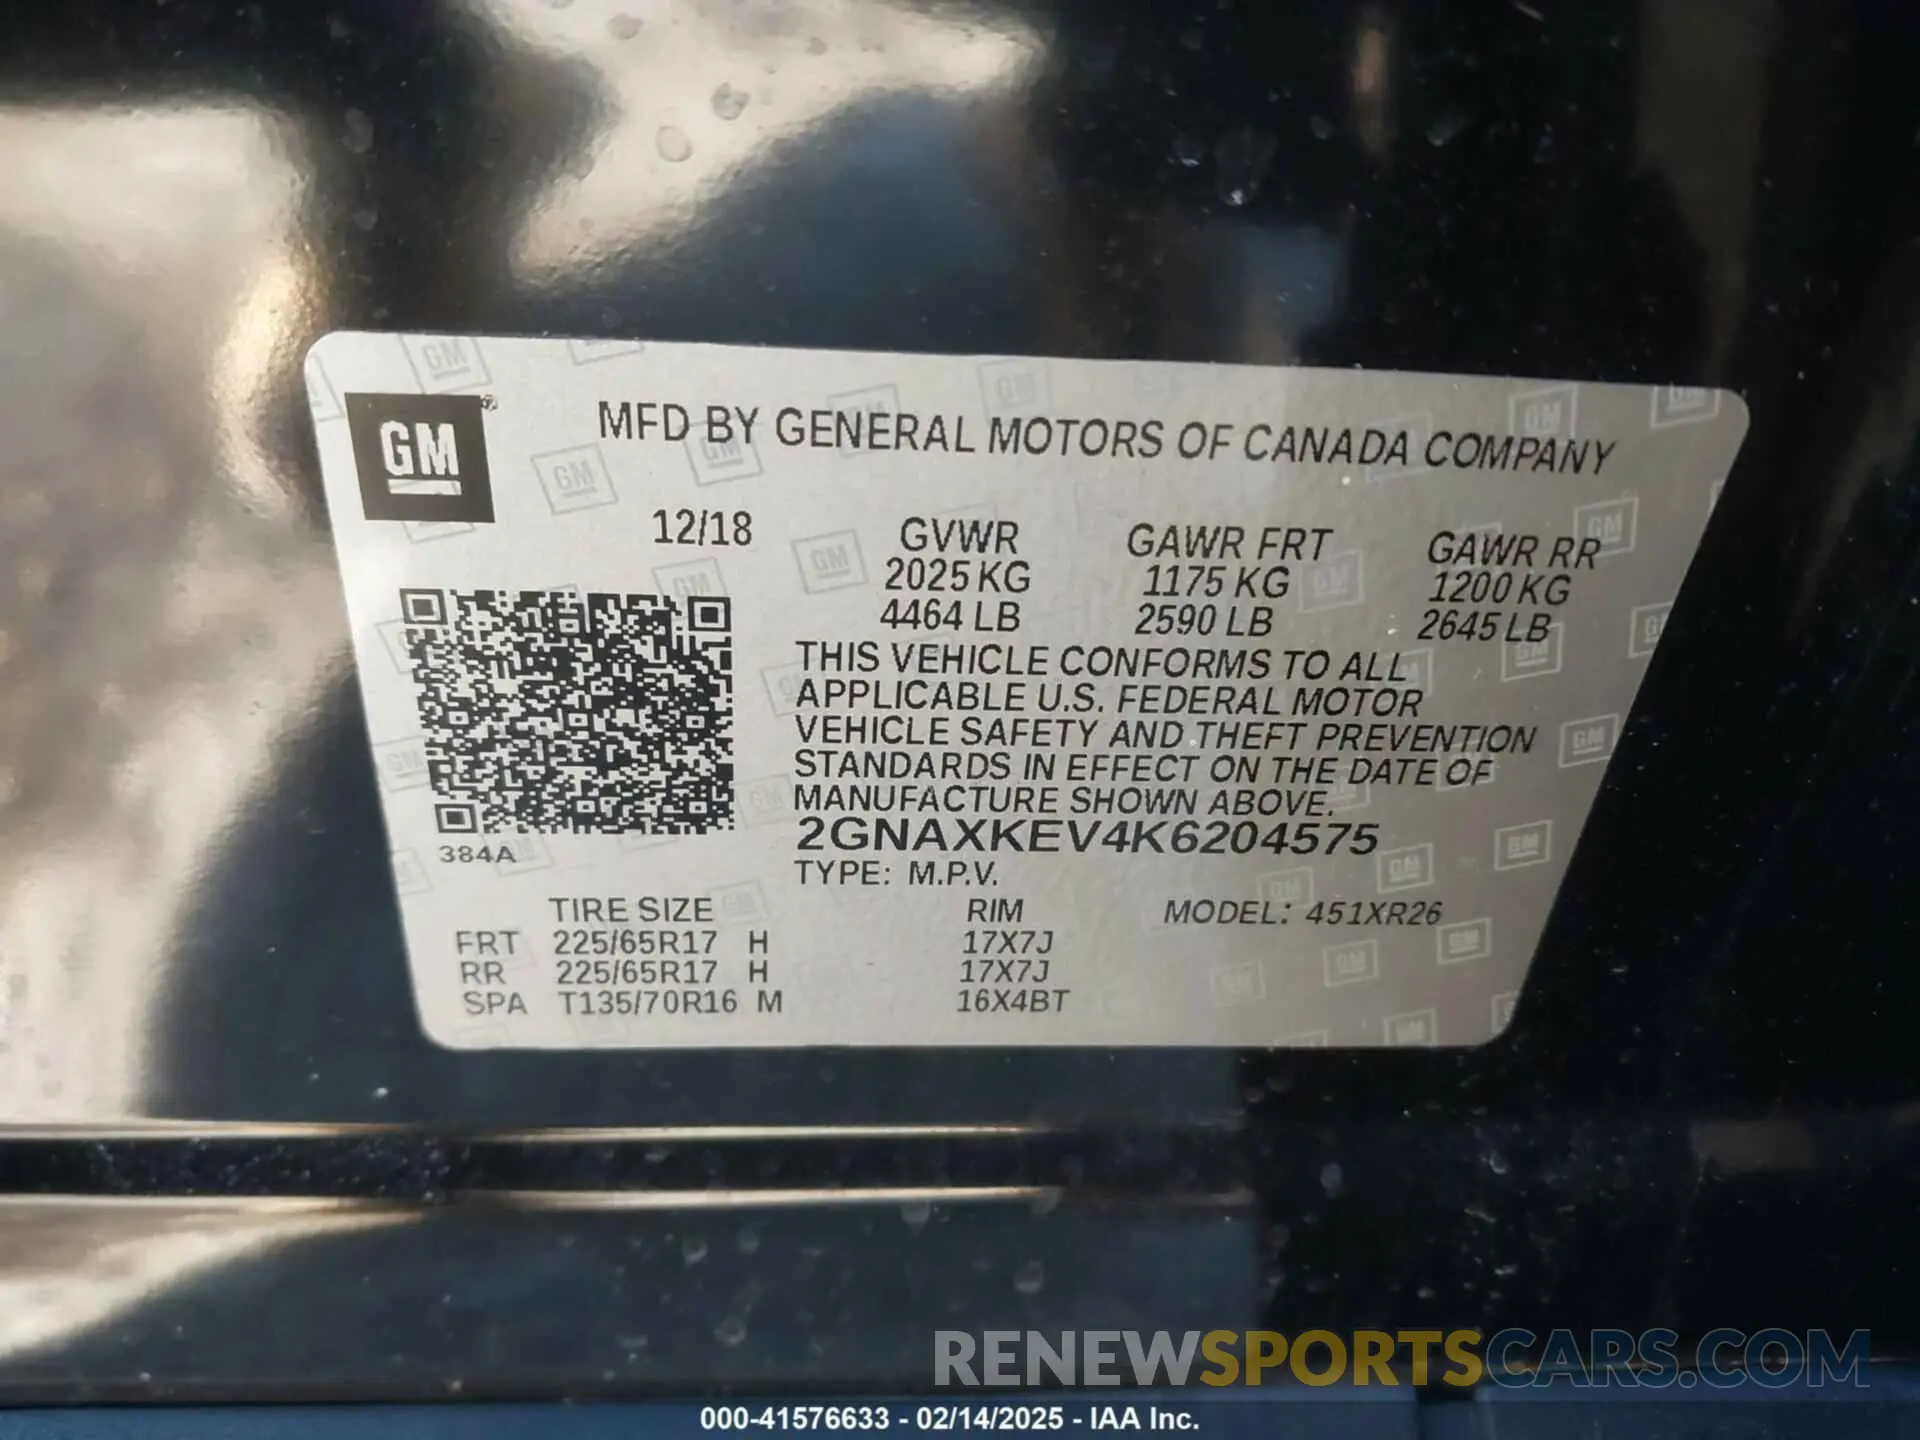 GM ®
MFD BY GENERAL MOTORS OF CANADA COMPANY
12/18
GVWR GAWR FRT GAWR RR
2025 KG 1175 KG 1200 KG
4464 LB 2590 LB 2645 LB
THIS VEHICLE CONFORMS TO ALL
APPLICABLE U.S. FEDERAL MOTOR
VEHICLE SAFETY AND THEFT PREVENTION
STANDARDS IN EFFECT ON THE DATE OF
MANUFACTURE SHOWN ABOVE.
2GNAXKEV4K6204575
384A
TYPE: M.P.V.
TIRE SIZE RIM MODEL: 451XR26
FRT 225/65R17 H 17X7J
RR 225/65R17 H 17X7J
SPA T135/70R16 M 16X4BT
RENEWSPORTSCARS.COM
000-41576633 - 02/14/2025 - IAA Inc.